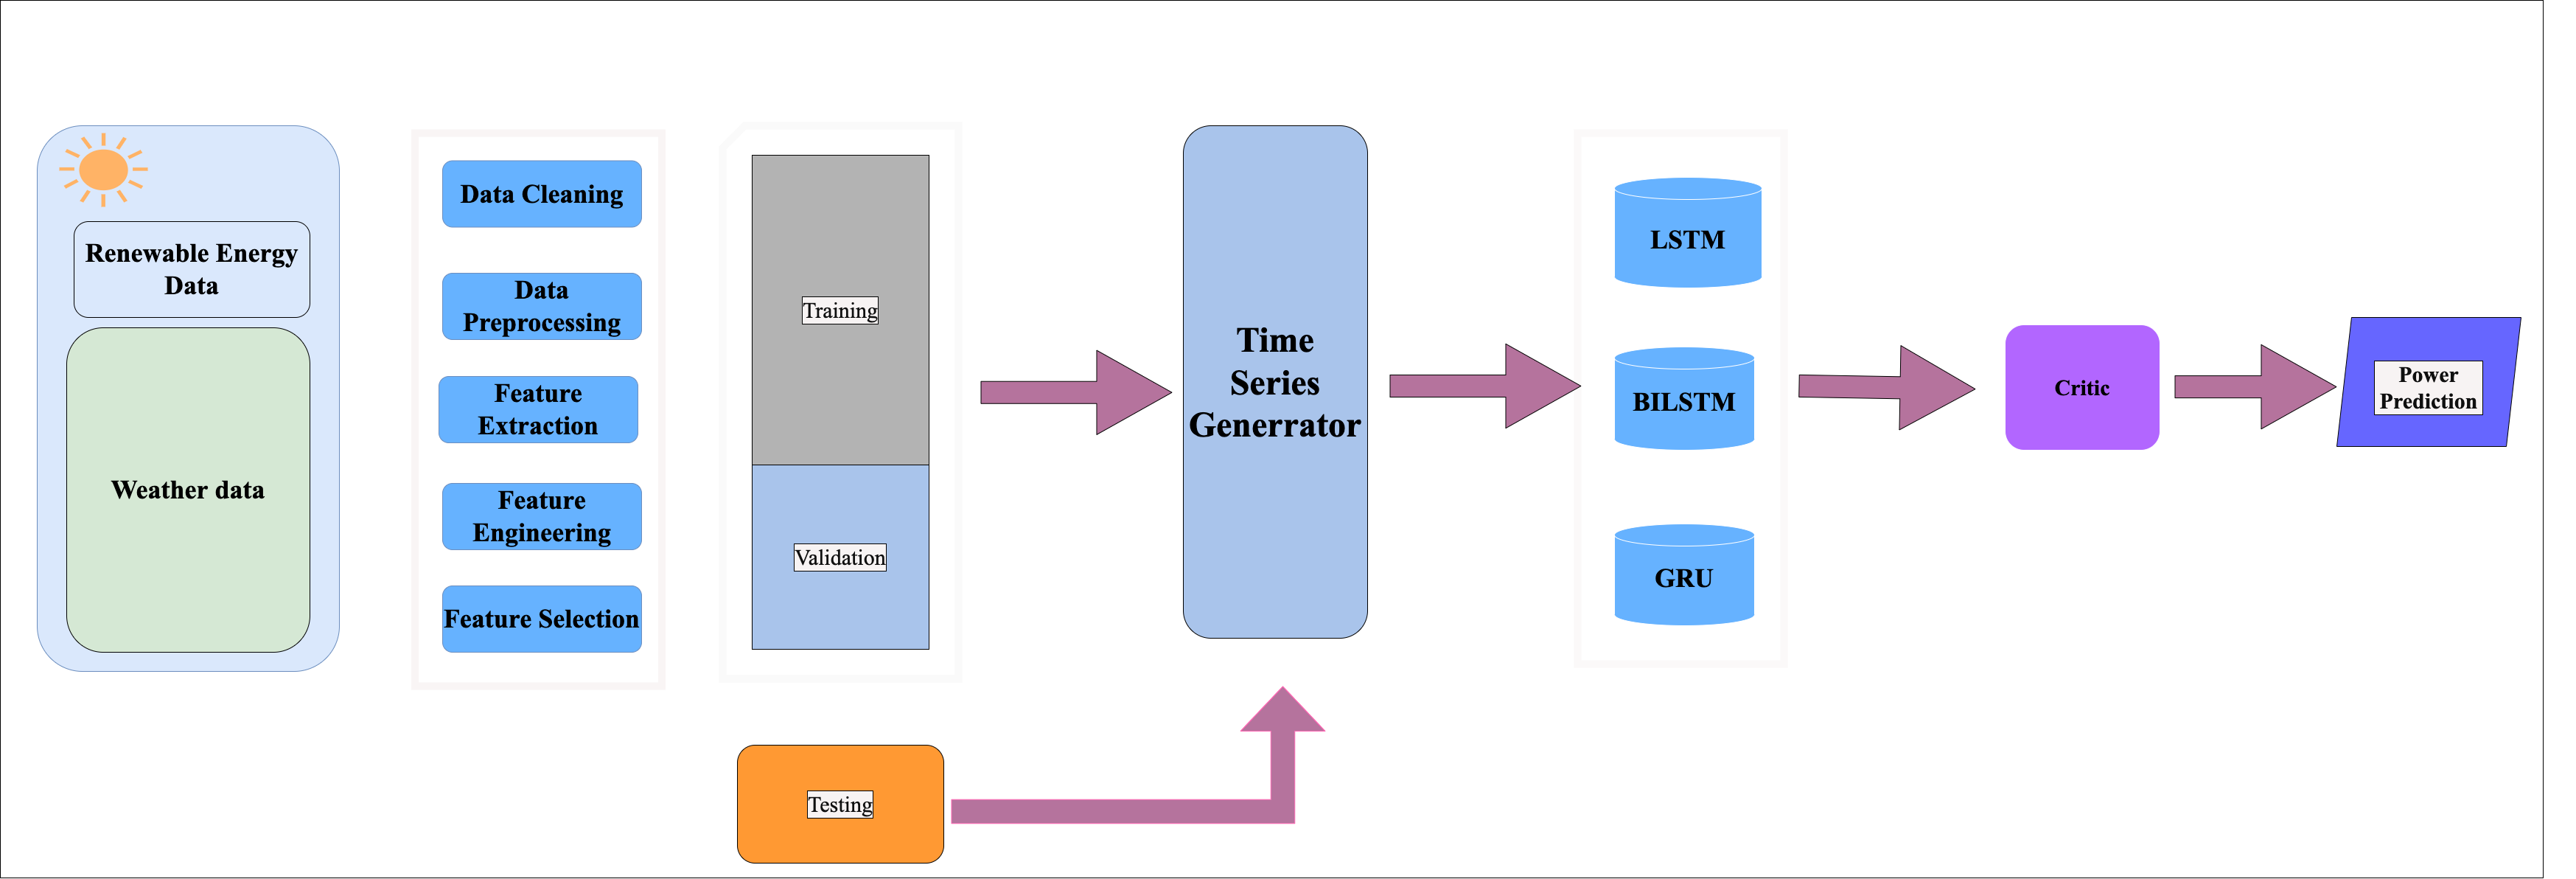 Renewable Energy
Data
Weather data
Data Cleaning
Data
Preprocessing
Feature
Extraction
Feature
Engineering
Feature Selection
Training
Validation
Testing
Time
Series
Generrator
LSTM
BILSTM
GRU
Critic
Power
Prediction